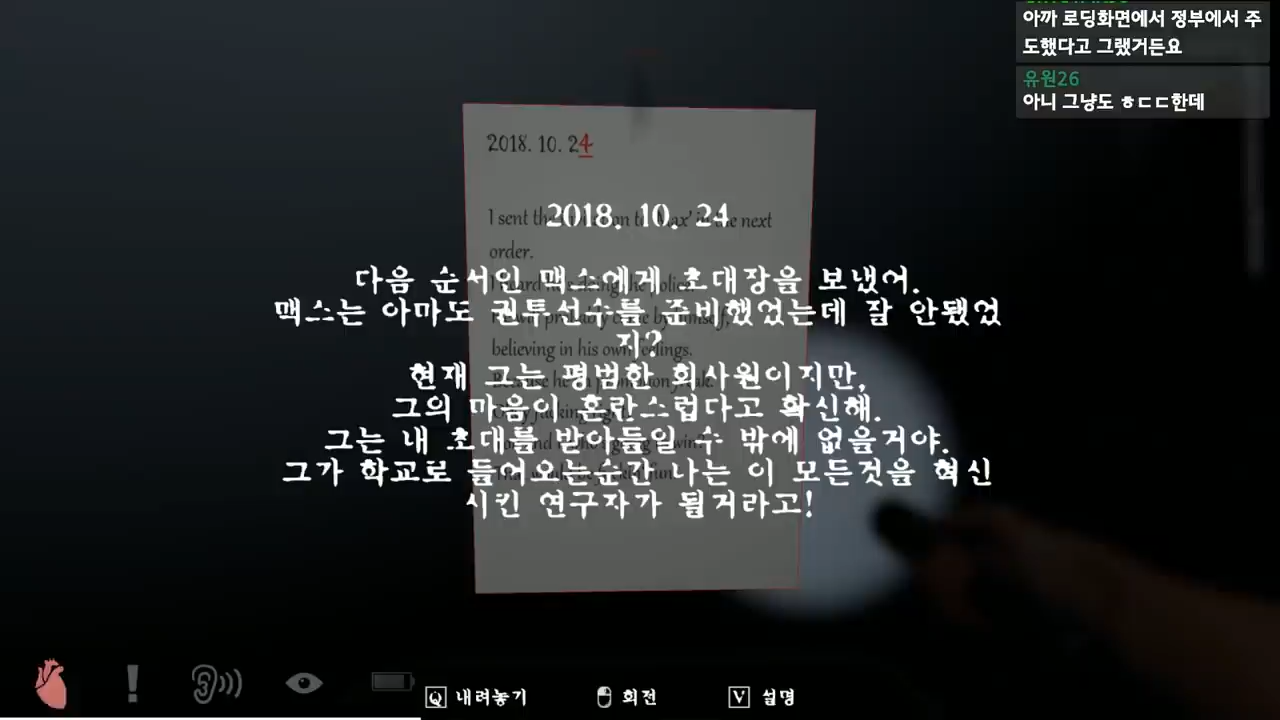 아까 로딩화면에서 정부에서 주
도했다고 그랬거든요
유원26
아니 그냥도 ㅎㄷㄷ한데
2018. 10. 24
I sent the to 'Max' in the next
order.
believing in his own feelings.
2018. 10. 24
다음 순서인 맥스에게 초대장을 보냈어.
맥스는 아마도 권투선수를 준비했었는데 잘 안됐었
지?
현재 그는 평범한 회사원이지만,
그의 마음이 혼란스럽다고 확신해.
그는 내 초대를 받아들일 수 밖에 없을거야.
그가 학교로 들어오는순간 나는 이 모든것을 혁신
시킨 연구자가 될거라고!
Q 내려놓기
회전
V 설명